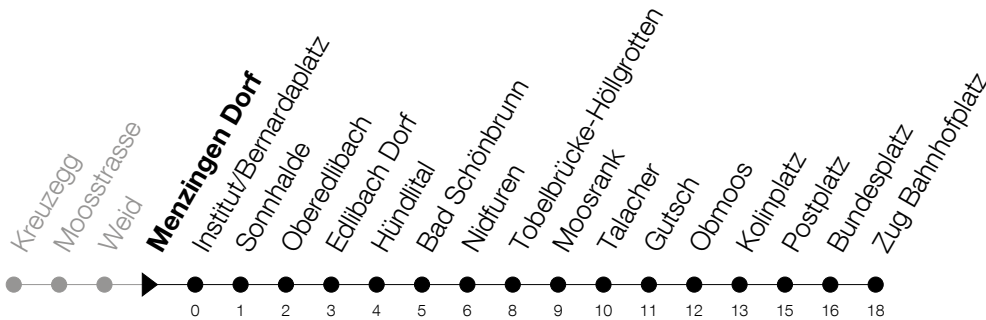 Kreuzegg
Moosstrasse
Weid
Menzingen Dorf
Institut/Bernardaplatz
Sonnhalde
Oberedlibach
Edlibach Dorf
Hündlital
Bad Schönbrunn
Nidfuren
Tobelbrücke-Höllgrotten
Moosrank
Talacher
Gutsch
Obmoos
Kolinplatz
Postplatz
Bundesplatz
Zug Bahnhofplatz
0 1 2 3 4 5 6 8 9 10 11 12 13 15 16 18